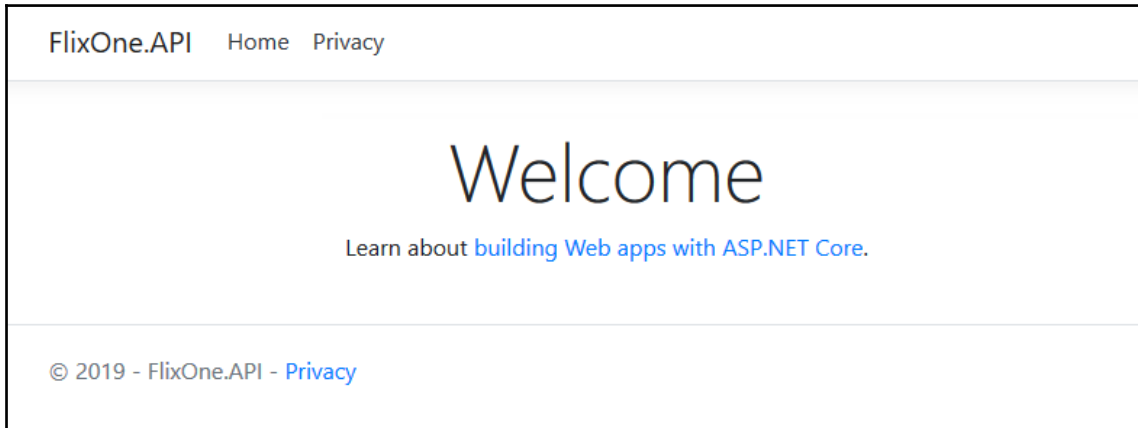 FlixOne.API Home Privacy
Welcome
Learn about building Web apps with ASP.NET Core.
© 2019 - FlixOne.API - Privacy